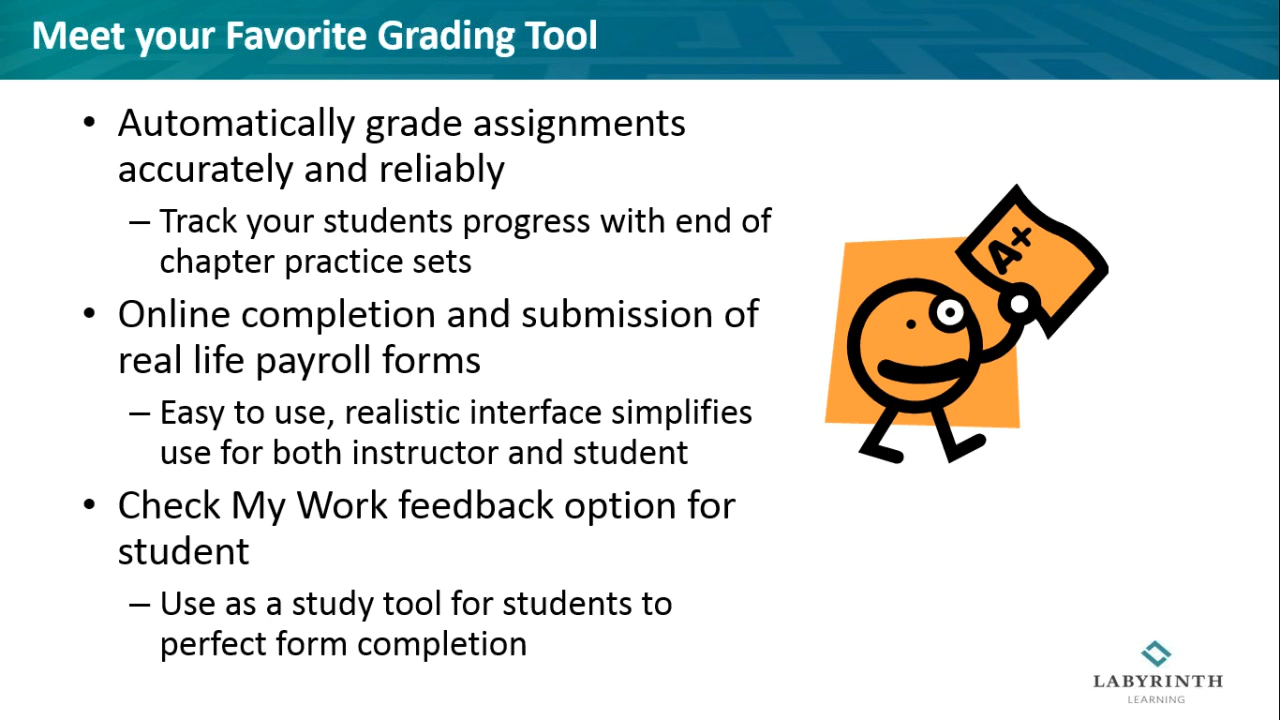 Meet your Favorite Grading Tool
• Automatically grade assignments
accurately and reliably
– Track your students progress with end of
chapter practice sets
• Online completion and submission of
real life payroll forms
– Easy to use, realistic interface simplifies
use for both instructor and student
• Check My Work feedback option for
student
– Use as a study tool for students to
perfect form completion
A+
LABYRINTH
LEARNING